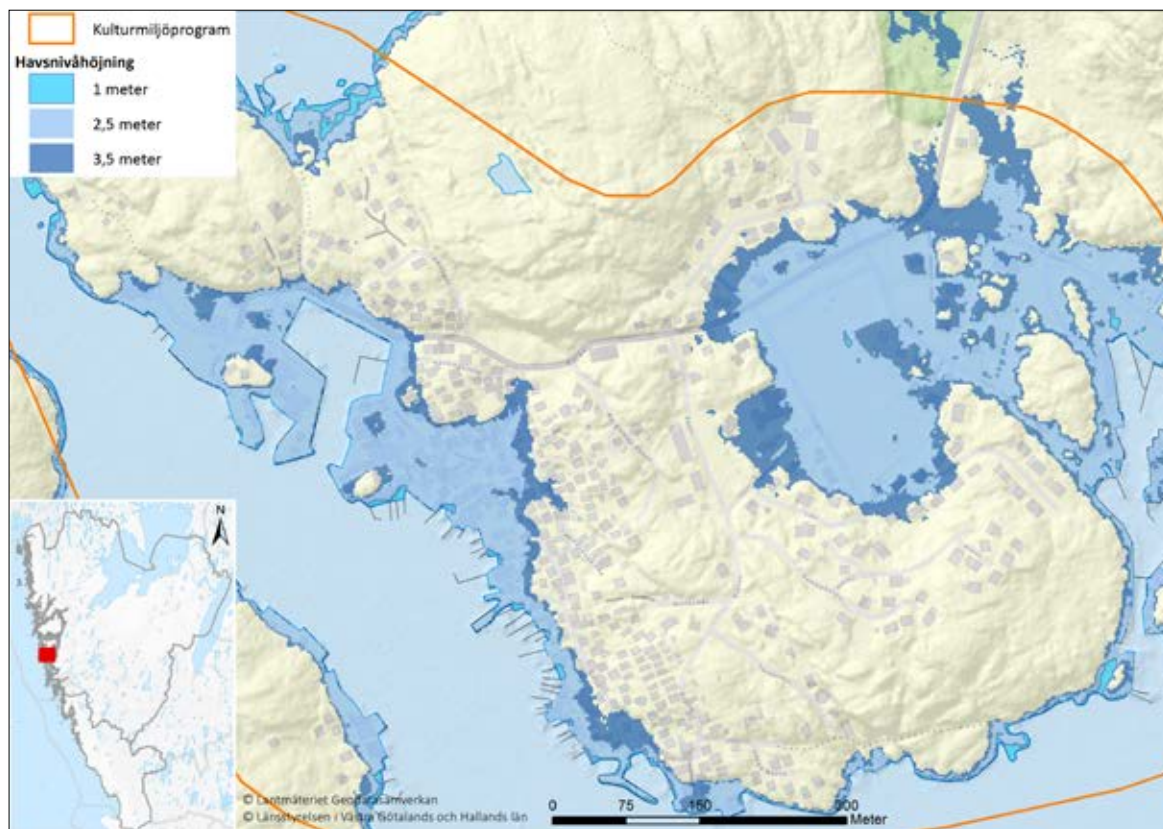 Kulturmiljöprogram
Havsnivåhöjning
1 meter
2,5 meter
3,5 meter
N
© Lantmäteriet Geodatasamverkan
© Länsstyrelsen i Västra Götalands och Hallands län
0 75 150 300
Meter